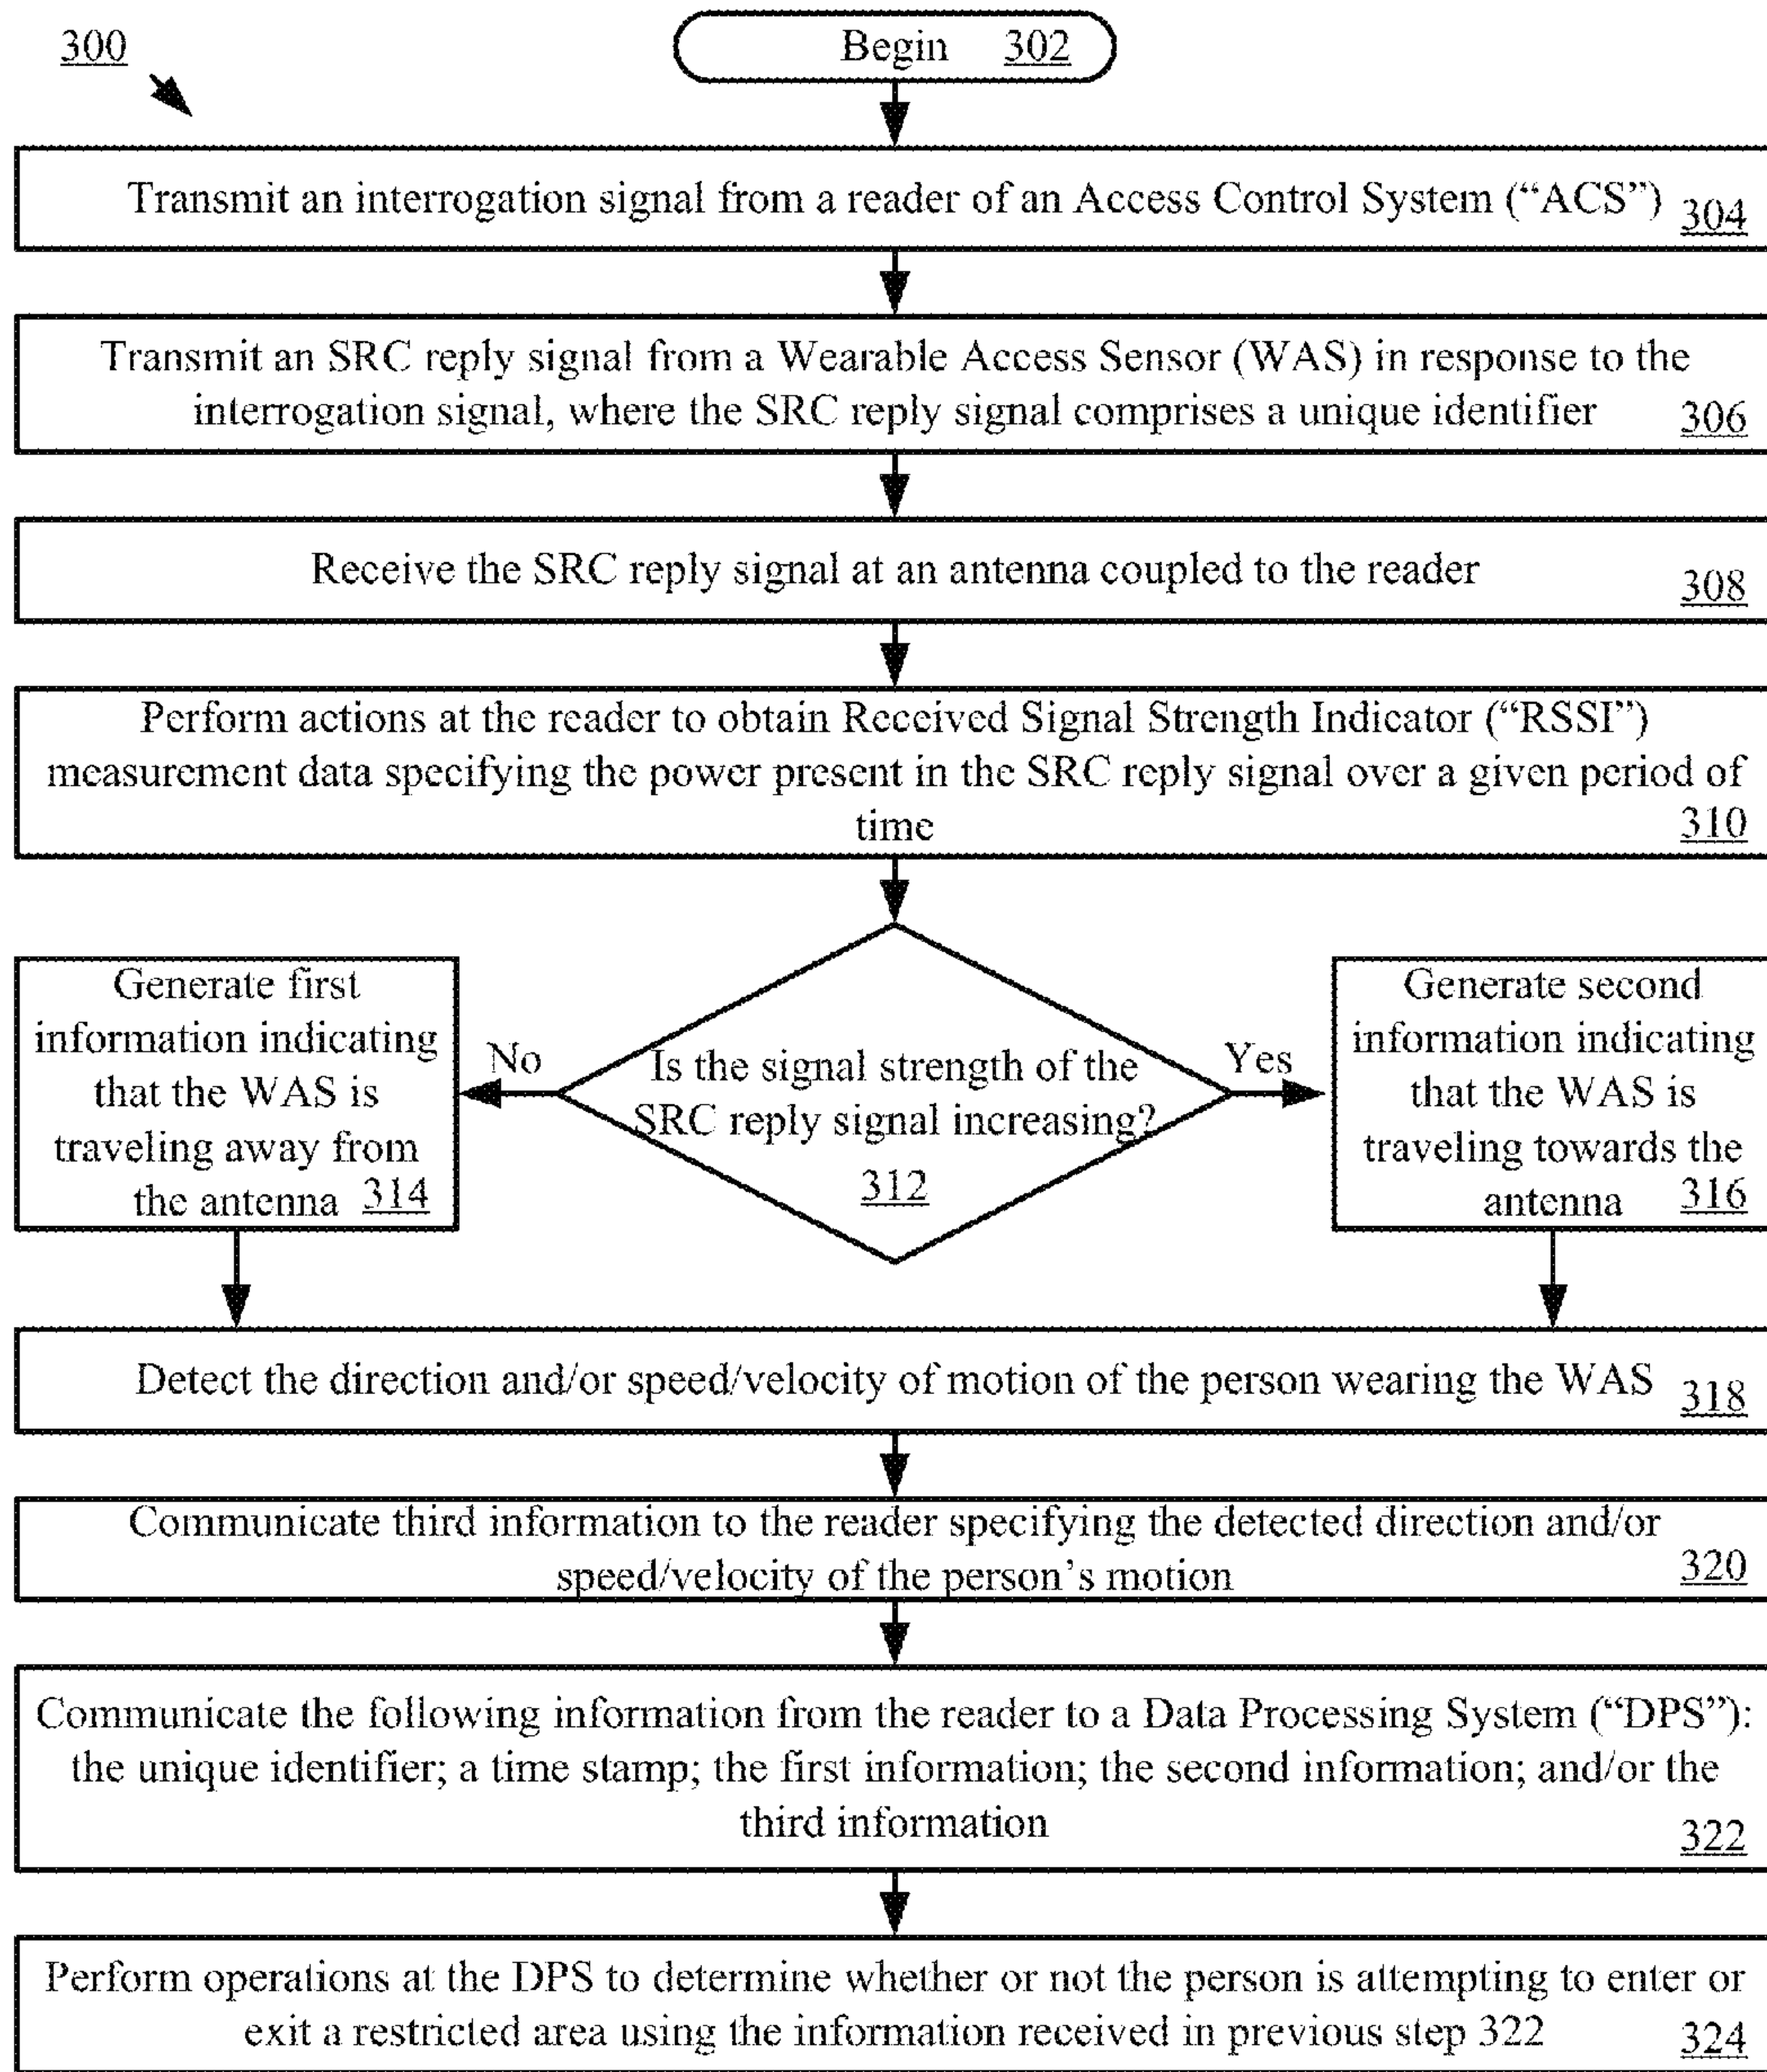 300
Begin 302
Transmit an interrogation signal from a reader of an Access Control System (“ACS”) 304
Transmit an SRC reply signal from a Wearable Access Sensor (WAS) in response to the
interrogation signal, where the SRC reply signal comprises a unique identifier 306
Receive the SRC reply signal at an antenna coupled to the reader 308
Perform actions at the reader to obtain Received Signal Strength Indicator (“RSSI”)
measurement data specifying the power present in the SRC reply signal over a given period of
time 310
Generate first
information indicating
that the WAS is
traveling away from
the antenna 314
No
Is the signal strength of the
SRC reply signal increasing?
312
Yes
Generate second
information indicating
that the WAS is
traveling towards the
antenna 316
Detect the direction and/or speed/velocity of motion of the person wearing the WAS 318
Communicate third information to the reader specifying the detected direction and/or
speed/velocity of the person’s motion 320
Communicate the following information from the reader to a Data Processing System (“DPS”):
the unique identifier; a time stamp; the first information; the second information; and/or the
third information 322
Perform operations at the DPS to determine whether or not the person is attempting to enter or
exit a restricted area using the information received in previous step 322 324